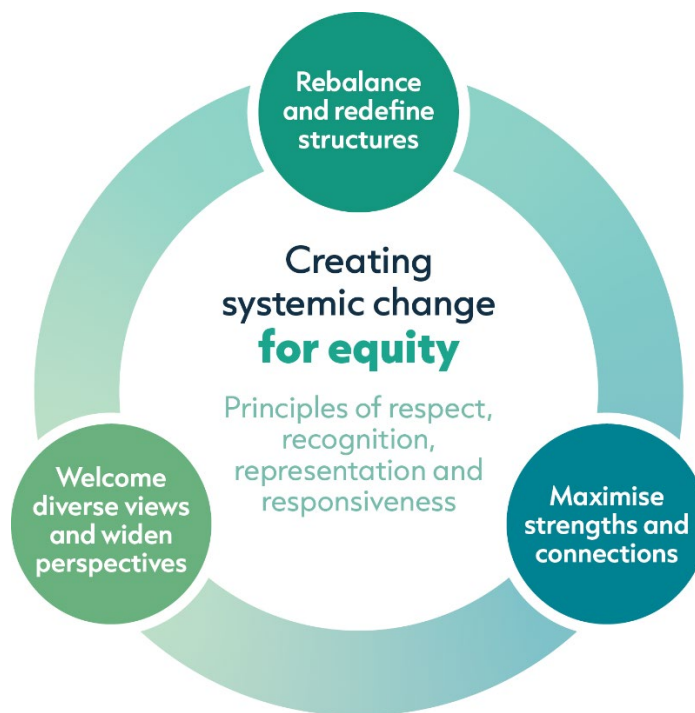 Rebalance
and redefine
structures
Creating
systemic change
for equity
Principles of respect,
recognition,
representation and
responsiveness
Welcome
diverse views
and widen
perspectives
Maximise
strengths and
connections